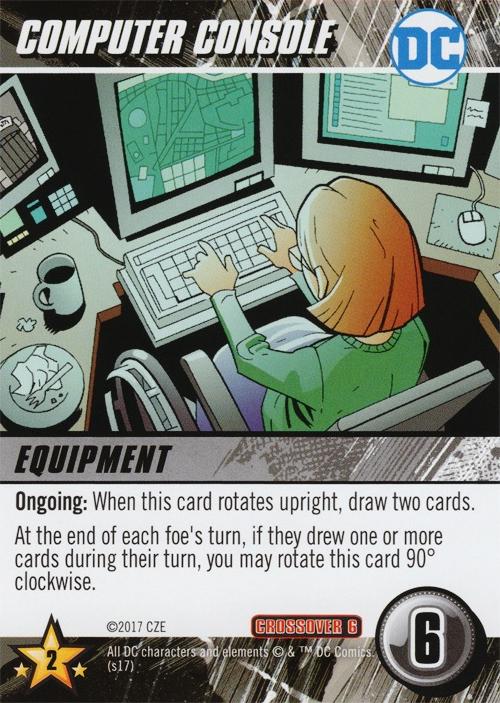 COMPUTER CONSOLE
DC
EQUIPMENT
Ongoing: When this card rotates upright, draw two cards.
At the end of each foe's turn, if they drew one or more
cards during their turn, you may rotate this card 90°
clockwise.
2
©2017 CZE
CROSSOVER 6
6
All DC characters and elements © & ™ DC Comics.
(s17)